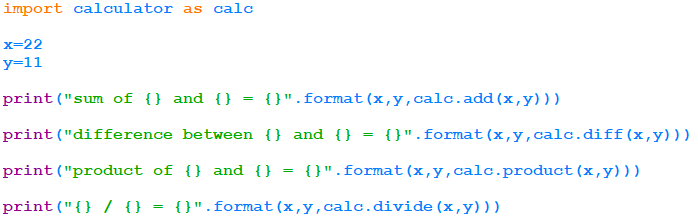 import calculator as calc
x=22
y=11
print("sum of {} and {} = {}".format(x,y,calc.add(x,y)))
print("difference between {} and {} = {}".format(x,y,calc.diff(x,y)))
print("product of {} and {} = {}".format(x,y,calc.product(x,y)))
print("{} / {} = {}".format(x,y,calc.divide(x,y)))